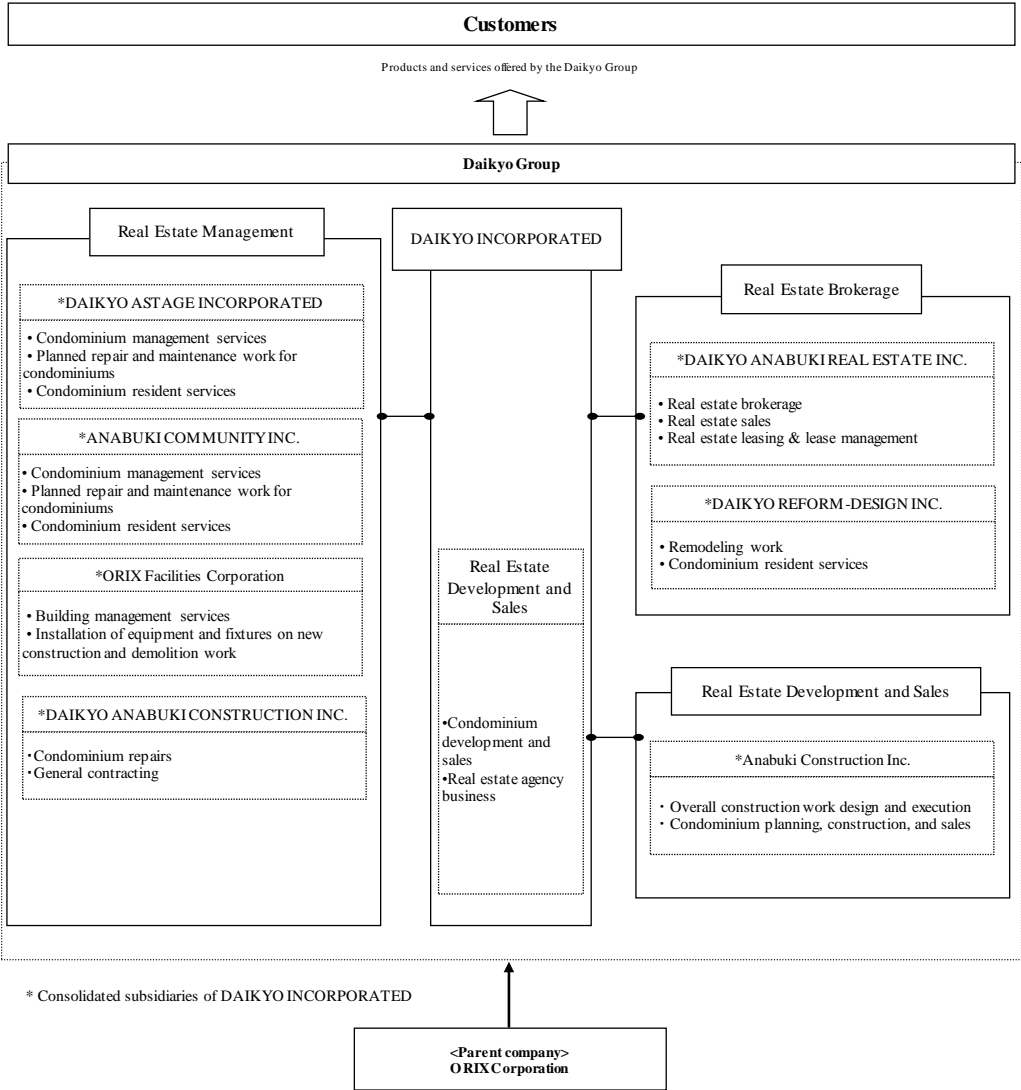 Customers
Products and services offered by the Daikyo Group
Daikyo Group
Real Estate Management
*DAIKYO ASTAGE INCORPORATED
• Condominium management services
• Planned repair and maintenance work for
condominiums
• Condominium resident services
*ANABUKI COMMUNITY INC.
• Condominium management services
• Planned repair and maintenance work for
condominiums
• Condominium resident services
*ORIX Facilities Corporation
• Building management services
• Installation of equipment and fixtures on new
construction and demolition work
*DAIKYO ANABUKI CONSTRUCTION INC.
・Condominium repairs
・General contracting
DAIKYO INCORPORATED
Real Estate
Development and
Sales
•Condominium
development and
sales
•Real estate agency
business
Real Estate Brokerage
*DAIKYO ANABUKI REAL ESTATE INC.
• Real estate brokerage
• Real estate sales
• Real estate leasing & lease management
*DAIKYO REFORM-DESIGN INC.
• Remodeling work
• Condominium resident services
Real Estate Development and Sales
*Anabuki Construction Inc.
・ Overall construction work design and execution
・ Condominium planning, construction, and sales
* Consolidated subsidiaries of DAIKYO INCORPORATED
<Parent company>
ORIX Corporation